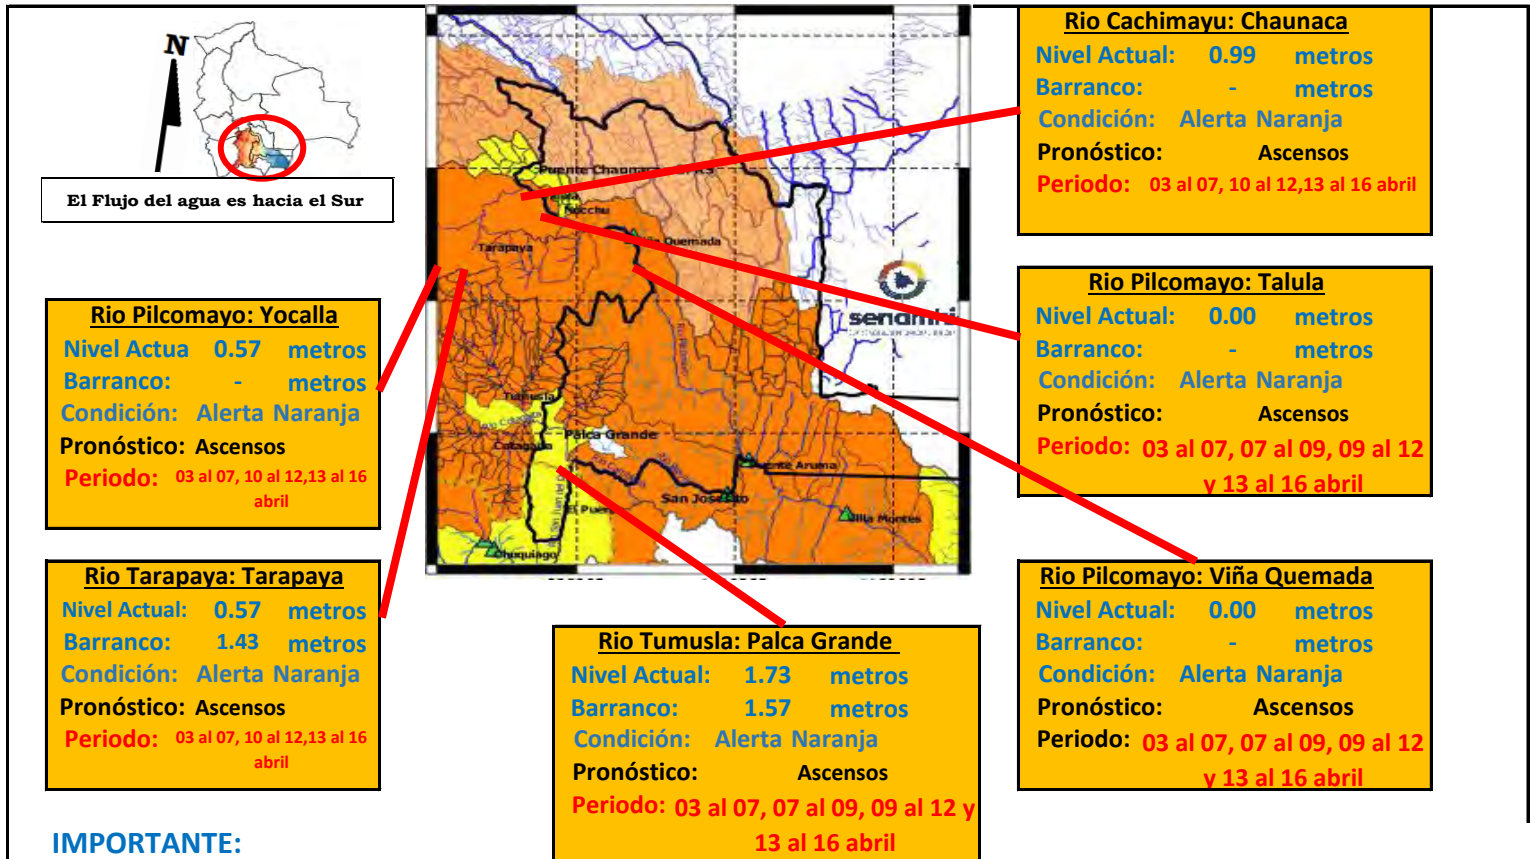 N
El Flujo del agua es hacia el Sur
Rio Pilcomayo: Yocalla
Nivel Actua 0.57 metros
Barranco: - metros
Condición: Alerta Naranja
Pronóstico: Ascensos
Periodo: 03 al 07, 10 al 12,13 al 16
abril
Rio Tarapaya: Tarapaya
Nivel Actual: 0.57 metros
Barranco: 1.43 metros
Condición: Alerta Naranja
Pronóstico: Ascensos
Periodo: 03 al 07, 10 al 12,13 al 16
abril
IMPORTANTE:
Puente Chaunaca
Nucchu
Tarapaya
Viña Quemada
senamhi
Tumusla
Cotagaita
Palca Grande
Puente Aruma
San Josecito
Villa Montes
El Puente
Chuquiago
Rio Tumusla: Palca Grande
Nivel Actual: 1.73 metros
Barranco: 1.57 metros
Condición: Alerta Naranja
Pronóstico: Ascensos
Periodo: 03 al 07, 07 al 09, 09 al 12 y
13 al 16 abril
Rio Cachimayu: Chaunaca
Nivel Actual: 0.99 metros
Barranco: - metros
Condición: Alerta Naranja
Pronóstico: Ascensos
Periodo: 03 al 07, 10 al 12,13 al 16 abril
Rio Pilcomayo: Talula
Nivel Actual: 0.00 metros
Barranco: - metros
Condición: Alerta Naranja
Pronóstico: Ascensos
Periodo: 03 al 07, 07 al 09, 09 al 12
y 13 al 16 abril
Rio Pilcomayo: Viña Quemada
Nivel Actual: 0.00 metros
Barranco: - metros
Condición: Alerta Naranja
Pronóstico: Ascensos
Periodo: 03 al 07, 07 al 09, 09 al 12
y 13 al 16 abril